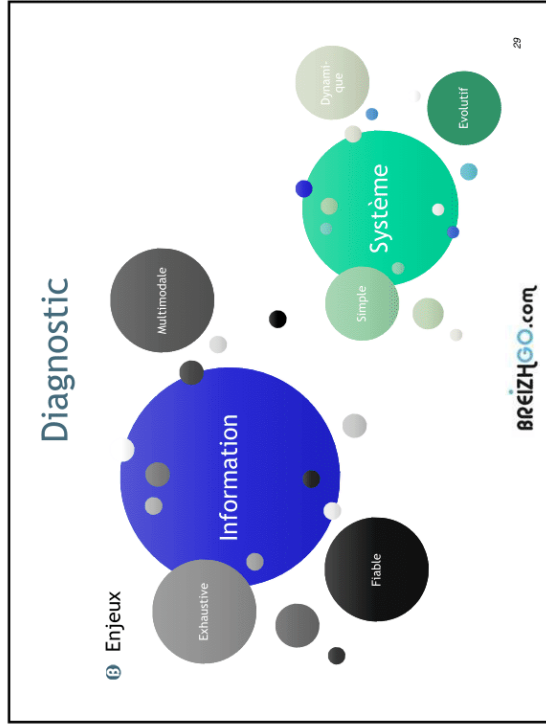 Diagnostic
B Enjeux
Exhaustive
Information
Multimodale
Fiable
Simple
Système
Dynami-
que
Evolutif
BREIZHGO.com
29